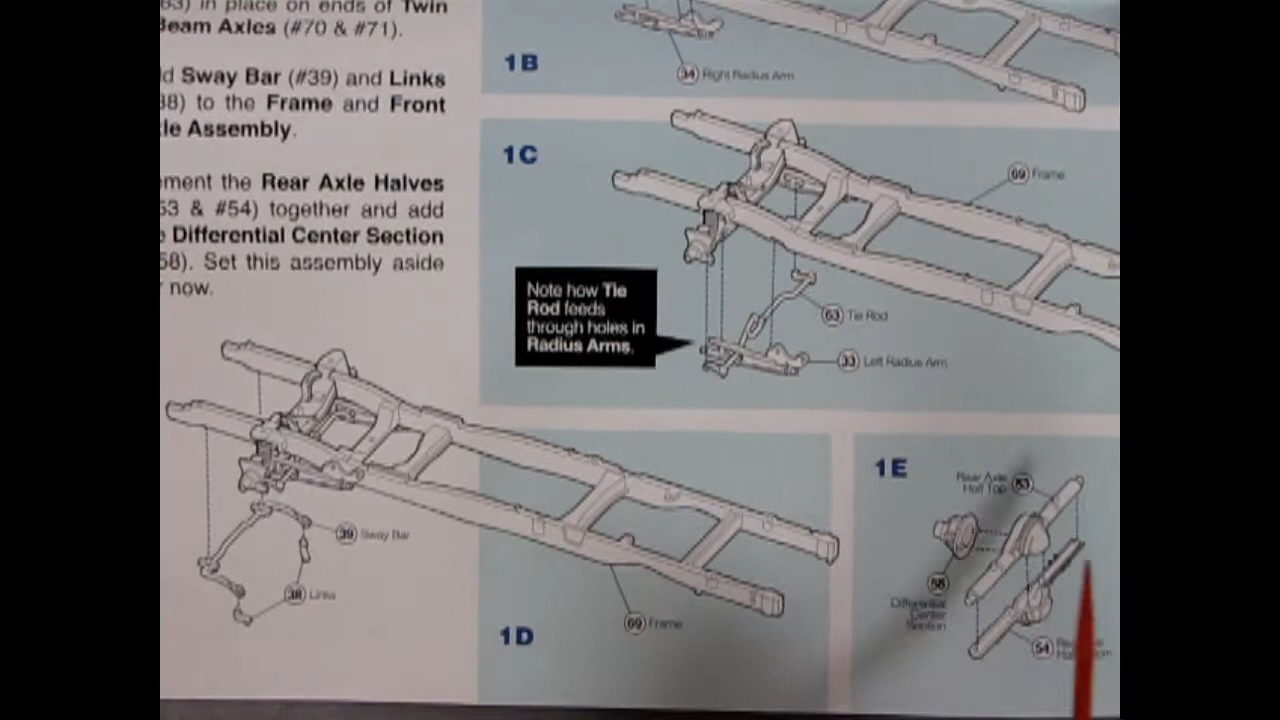 63) in place on ends of Twin
Beam Axles (#70 & #71).
d Sway Bar (#39) and Links
38) to the Frame and Front
le Assembly.
ment the Rear Axle Halves
53 & #54) together and add
Differential Center Section
58). Set this assembly aside
now.
1B
34 Right Radius Arm
1C
69 Frame
Note how Tie
Rod feeds
through holes in
Radius Arms.
63 Tie Rod
33 Left Radius Arm
39 Sway Bar
38 Links
69 Frame
1D
1E
Rear Axle
Half Top 53
58
Differential
Center
Section
54